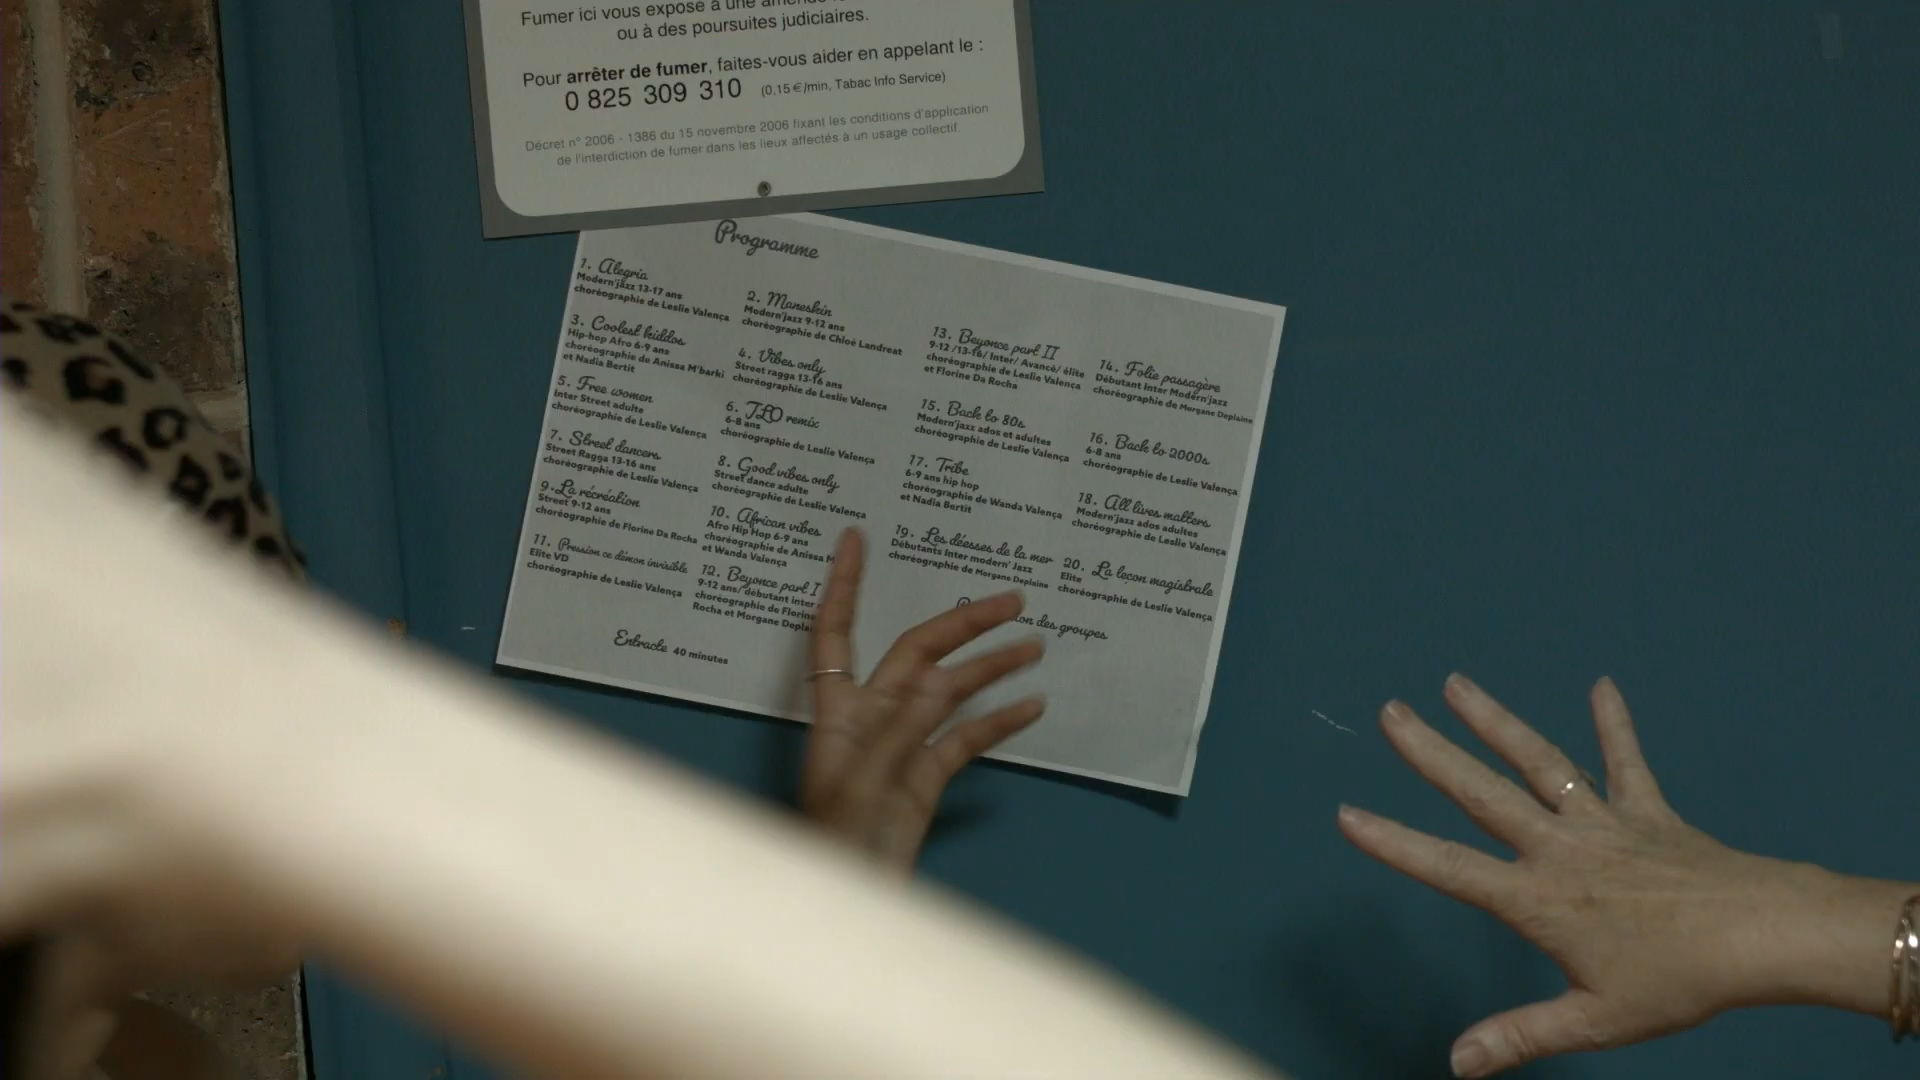 Fumer ici vous expose à une
ou à des poursuites judiciaires.
Pour arrêter de fumer, faites-vous aider en appelant le :
0 825 309 310 (0,15 €/min, Tabac Info Service)
Décret n° 2006 - 1386 du 15 novembre 2006 fixant les conditions d'application
de l'interdiction de fumer dans les lieux affectés à un usage collectif.
Programme
1. Alegria
Modern'jazz 13-17 ans
chorégraphie de Leslie Valença
2. Maneskin
Modern'jazz 9-12 ans
chorégraphie de Chloé Landreat
3. Coolest kiddos
Hip-hop Afro 6-9 ans
chorégraphie de Anissa M'barki
et Nadia Bertit
4. Vibes only
Street ragga 13-16 ans
chorégraphie de Leslie Valença
5. Free women
Inter Street adulte
chorégraphie de Leslie Valença
6. TLO remix
6-8 ans
chorégraphie de Leslie Valença
7. Street dancers
Street Ragga 13-16 ans
chorégraphie de Leslie Valença
8. Good vibes only
Street dance adulte
chorégraphie de Leslie Valença
9. La récréation
Street 9-12 ans
chorégraphie de Florine Da Rocha
10. African vibes
Afro Hip Hop 6-9 ans
chorégraphie de Anissa M
et Wanda Valença
11. Pression ce démon invisible
Elite VD
chorégraphie de Leslie Valença
12. Beyonce part I
9-12 ans/ débutant inter
chorégraphie de Florine
Rocha et Morgane Depla
Entracte 40 minutes
13. Beyonce part II
9-12 /13-16/ Inter/ Avancé/ élite
chorégraphie de Leslie Valença
et Florine Da Rocha
14. Folie passagère
Débutant Inter Modern'jazz
chorégraphie de Morgane Deplaine
15. Back to 80s
Modern'jazz ados et adultes
chorégraphie de Leslie Valença
16. Back to 2000s
6-8 ans
chorégraphie de Leslie Valença
17. Tribe
6-9 ans hip hop
chorégraphie de Wanda Valença
et Nadia Bertit
18. All lives matters
Modern'jazz ados adultes
chorégraphie de Leslie Valença
19. Les déesses de la mer
Débutants Inter modern' Jazz
chorégraphie de Morgane Deplaine
20. La leçon magistrale
Elite
chorégraphie de Leslie Valença
des groupes